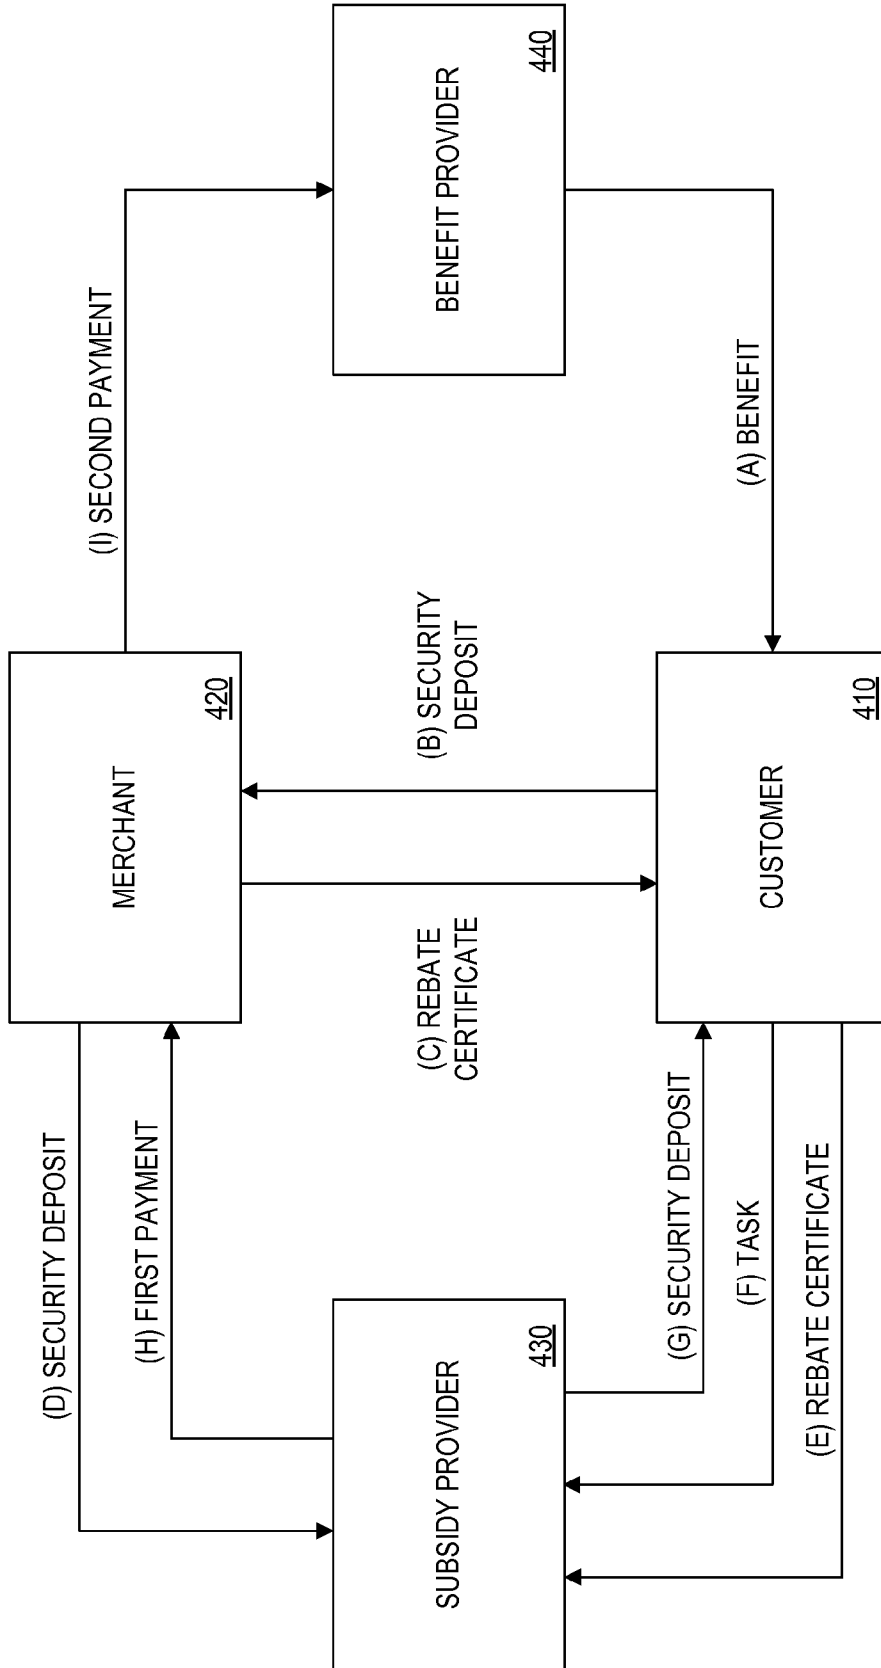 (D) SECURITY DEPOSIT
(H) FIRST PAYMENT
MERCHANT
420
(I) SECOND PAYMENT
SUBSIDY PROVIDER
430
(C) REBATE
CERTIFICATE
(B) SECURITY
DEPOSIT
BENEFIT PROVIDER
440
(G) SECURITY DEPOSIT
(F) TASK
(E) REBATE CERTIFICATE
CUSTOMER
410
(A) BENEFIT